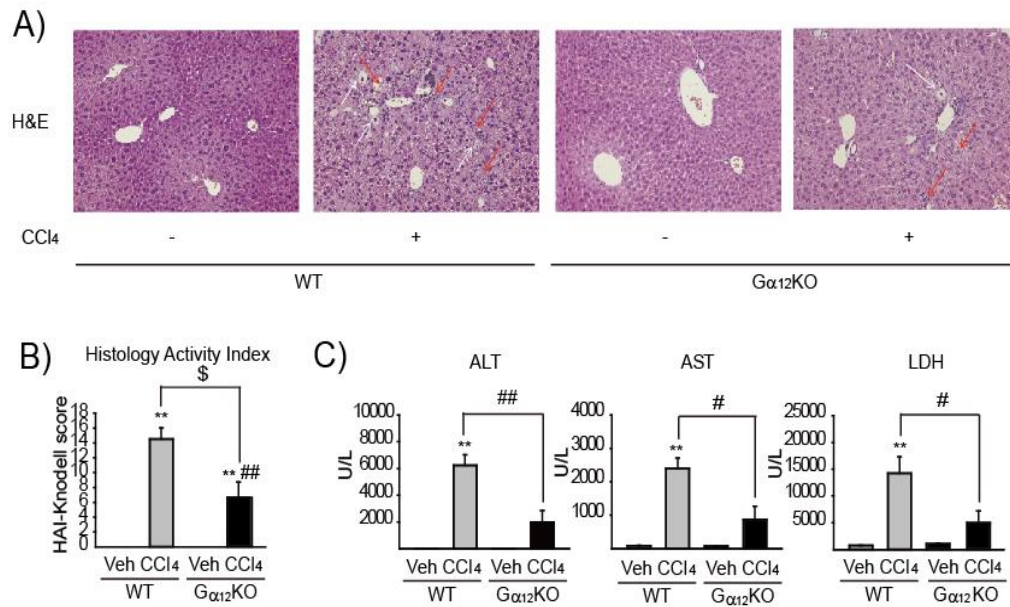 A)
H&E
CCl₄ - + - +
WT Gα12KO
B) Histology Activity Index
$
HAI-Knodell score
18
16
14
12
10
8
6
4
2
0
**
** ##
Veh CCl₄ Veh CCl₄
WT Gα12KO
C)
ALT
U/L
10000
8000
6000
4000
2000
**
##
Veh CCl₄ Veh CCl₄
WT Gα12KO
AST
U/L
4000
3000
2000
1000
**
#
Veh CCl₄ Veh CCl₄
WT Gα12KO
LDH
U/L
25000
20000
15000
10000
5000
**
#
Veh CCl₄ Veh CCl₄
WT Gα12KO